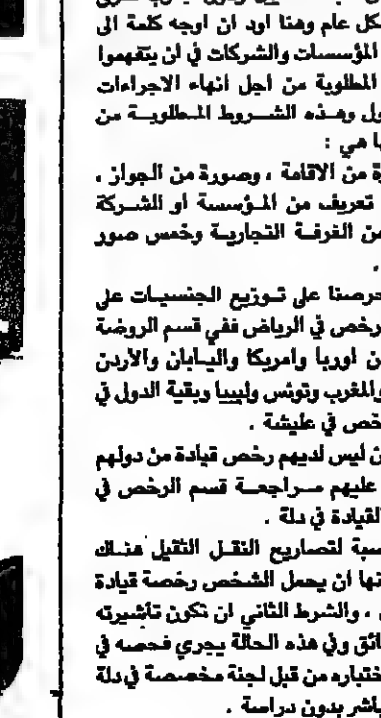 كل عام وهنا اود ان اوجه كلمة الى
المؤسسات والشركات في ان يتفهموا
المطلوبة من اجل انهاء الاجراءات
ول وهذه الشروط المطلوبة من
ها هي :
ة من الاقامة ، وصورة من الجواز ،
تعريف من المؤسسة او الشركة
من الغرفة التجارية وخمس صور
.
حرصنا على توزيع الجنسيات على
رخص في الرياض ففي قسم الروضة
ن اوربا وامريكا واليابان والأردن
والمغرب وتونس وليبيا وبقية الدول في
خص في عليشة .
ن ليس لديهم رخص قيادة من دولهم
عليهم مراجعة قسم الرخص في
القيادة في دلة .
سبة لتصاريح النقل الثقيل هناك
نها ان يحمل الشخص رخصة قيادة
، والشرط الثاني ان تكون تأشيرته
ائق وفي هذه الحالة يجري فحصه في
ختباره من قبل لجنة مخصصة في دلة
باشر بدون دراسة .